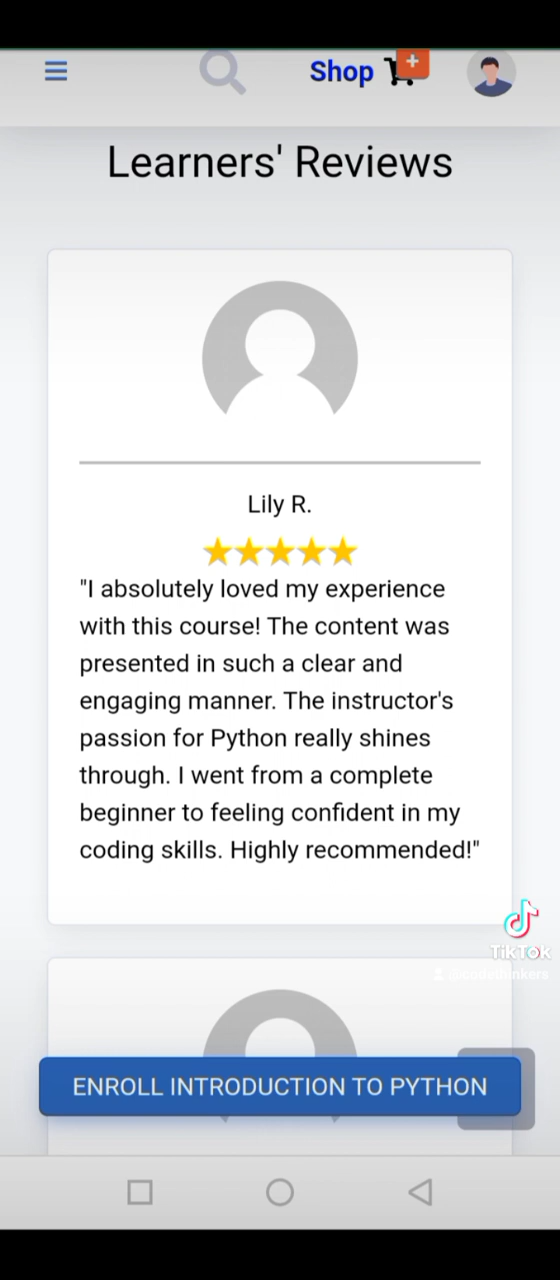 Shop
+
Learners' Reviews
Lily R.
"I absolutely loved my experience
with this course! The content was
presented in such a clear and
engaging manner. The instructor's
passion for Python really shines
through. I went from a complete
beginner to feeling confident in my
coding skills. Highly recommended!"
TikTok
@codethinkers
ENROLL INTRODUCTION TO PYTHON